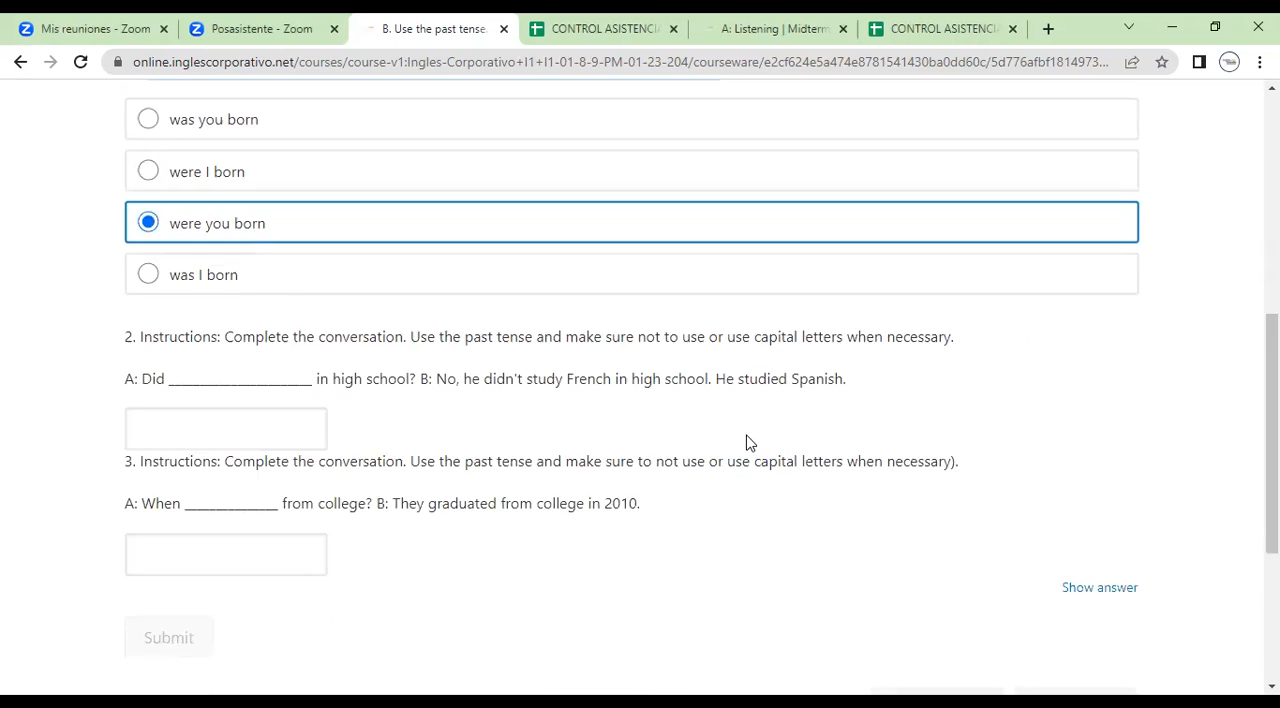 Mis reuniones - Zoom
Posasistente - Zoom
B. Use the past tense.
CONTROL ASISTENCIA
A: Listening | Midterm
CONTROL ASISTENCIA
online.inglescorporativo.net/courses/course-v1:Ingles-Corporativo+I1+I1-01-8-9-PM-01-23-204/courseware/e2cf624e5a474e8781541430ba0dd60c/5d776afbf1814973...
was you born
were I born
were you born
was I born
2. Instructions: Complete the conversation. Use the past tense and make sure not to use or use capital letters when necessary.
A: Did ____________________ in high school? B: No, he didn't study French in high school. He studied Spanish.
3. Instructions: Complete the conversation. Use the past tense and make sure to not use or use capital letters when necessary).
A: When _____________ from college? B: They graduated from college in 2010.
Show answer
Submit